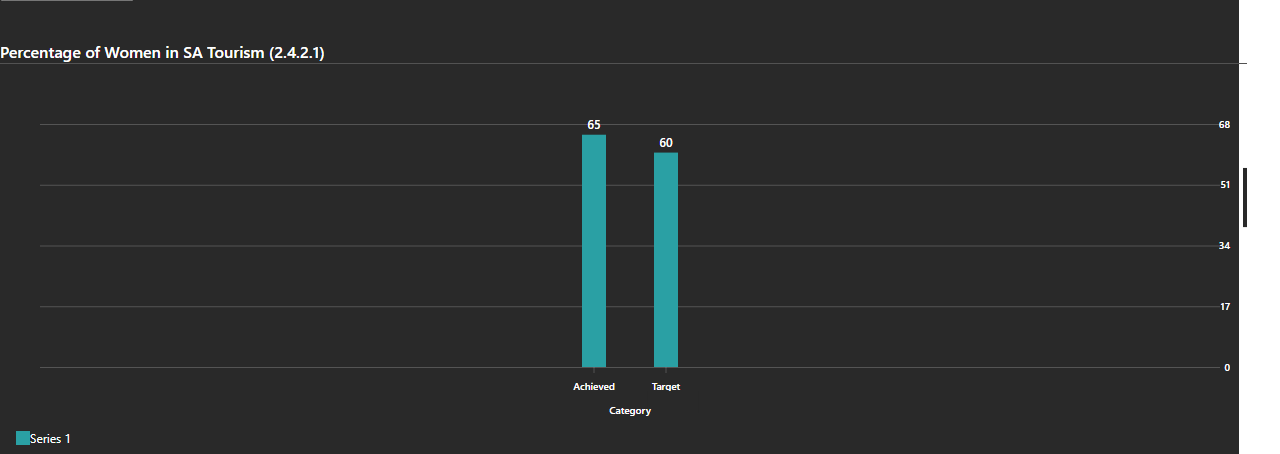 Percentage of Women in SA Tourism (2.4.2.1)
65
60
68
51
34
17
0
Achieved Target
Category
Series 1